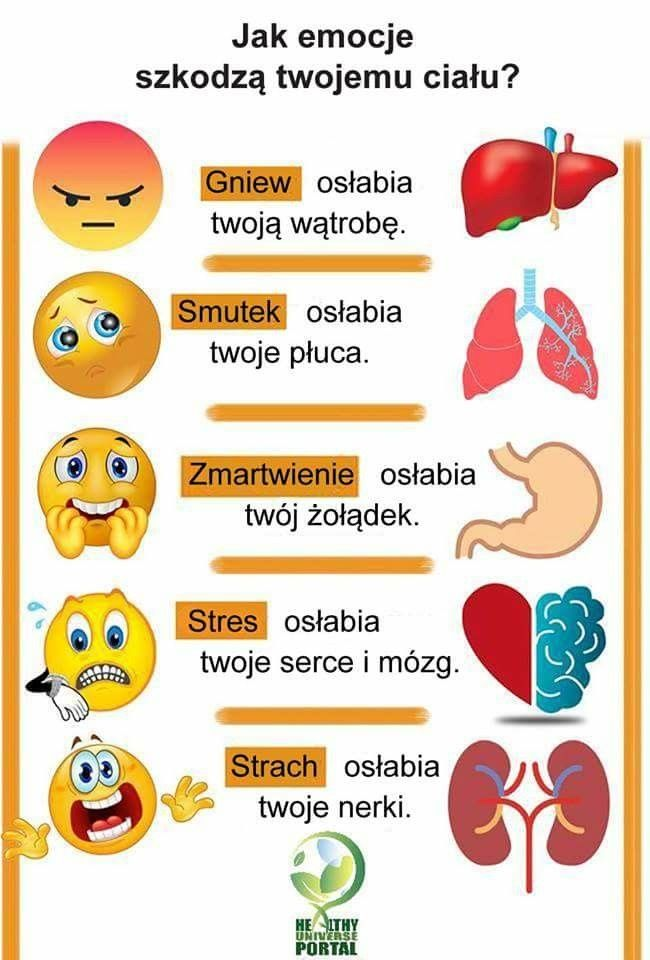 Jak emocje
szkodzą twojemu ciału?
Gniew osłabia
twoją wątrobę.
Smutek osłabia
twoje płuca.
Zmartwienie osłabia
twój żołądek.
Stres osłabia
twoje serce i mózg.
Strach osłabia
twoje nerki.
HEALTHY
UNIVERSE
PORTAL